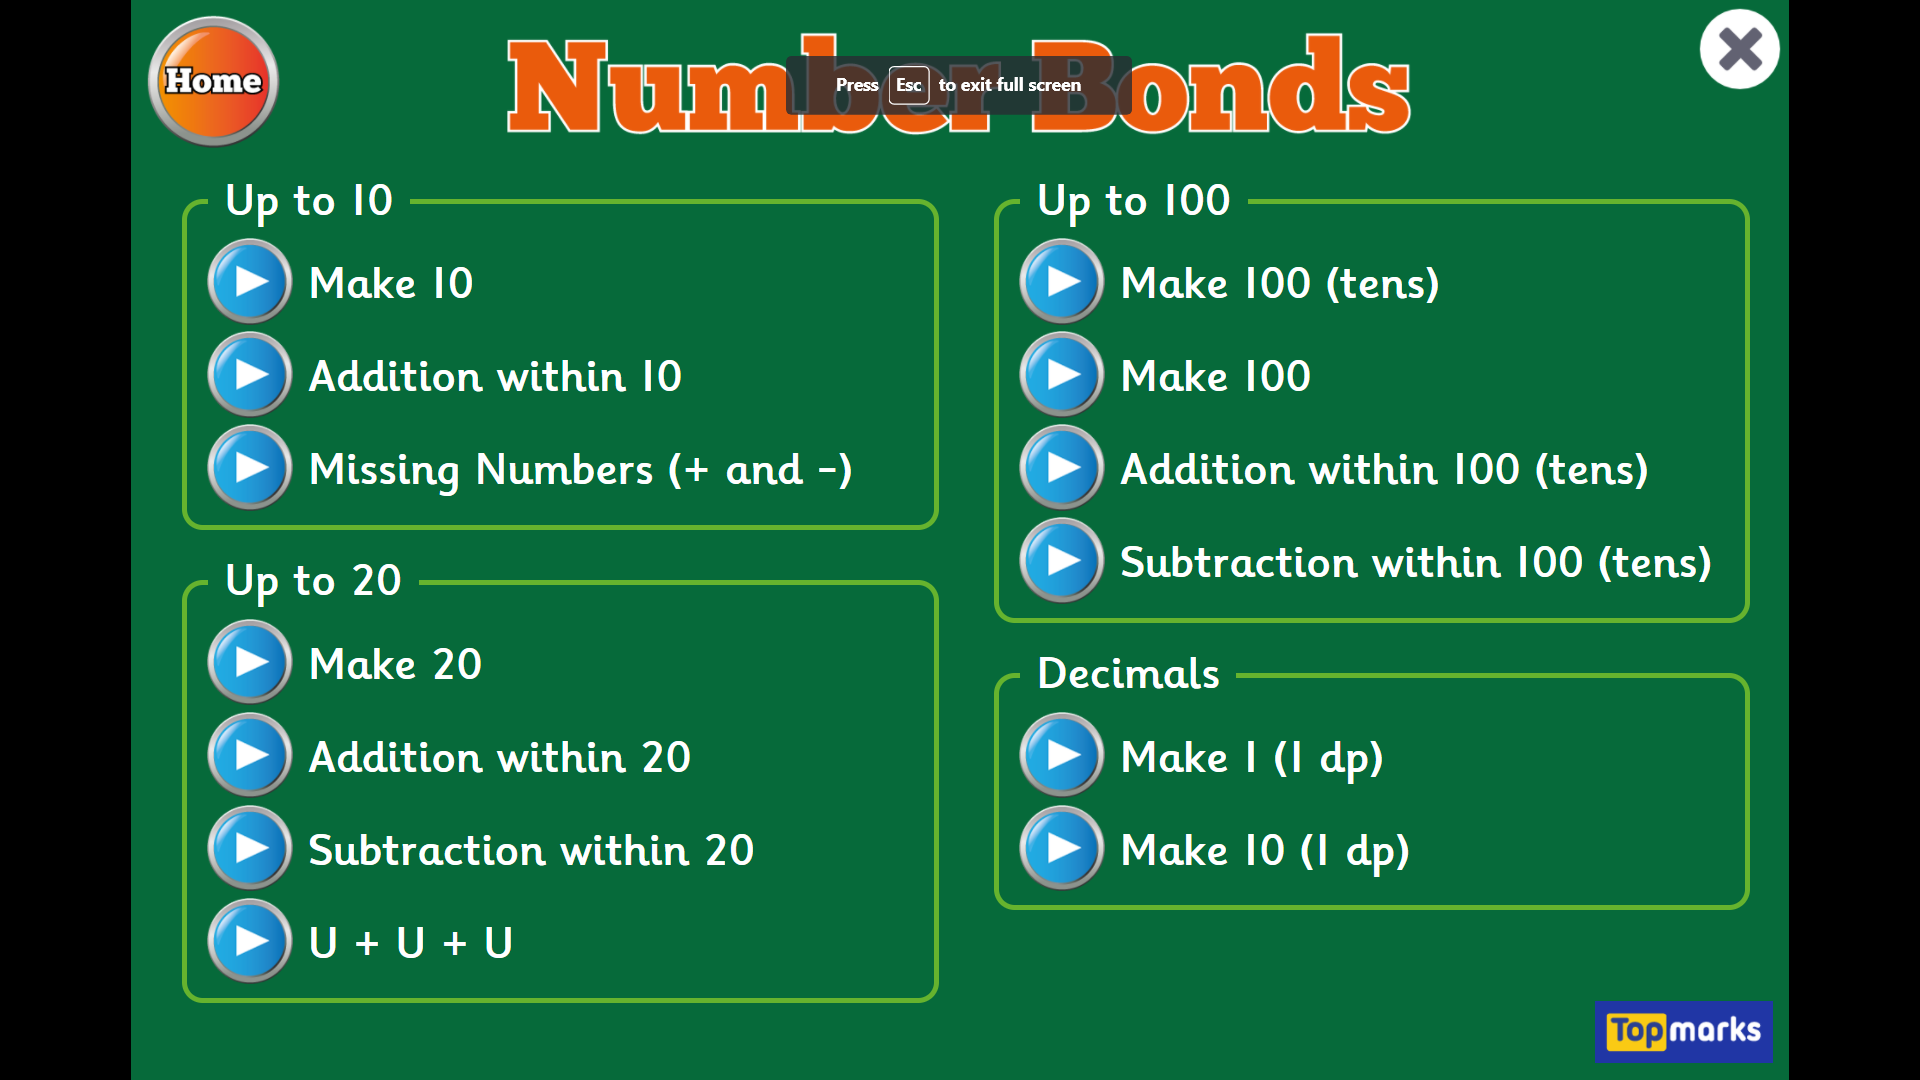 Home
Number Bonds
Press Esc to exit full screen
Up to 10
Make 10
Addition within 10
Missing Numbers (+ and -)
Up to 20
Make 20
Addition within 20
Subtraction within 20
U + U + U
Up to 100
Make 100 (tens)
Make 100
Addition within 100 (tens)
Subtraction within 100 (tens)
Decimals
Make 1 (1 dp)
Make 10 (1 dp)
Topmarks